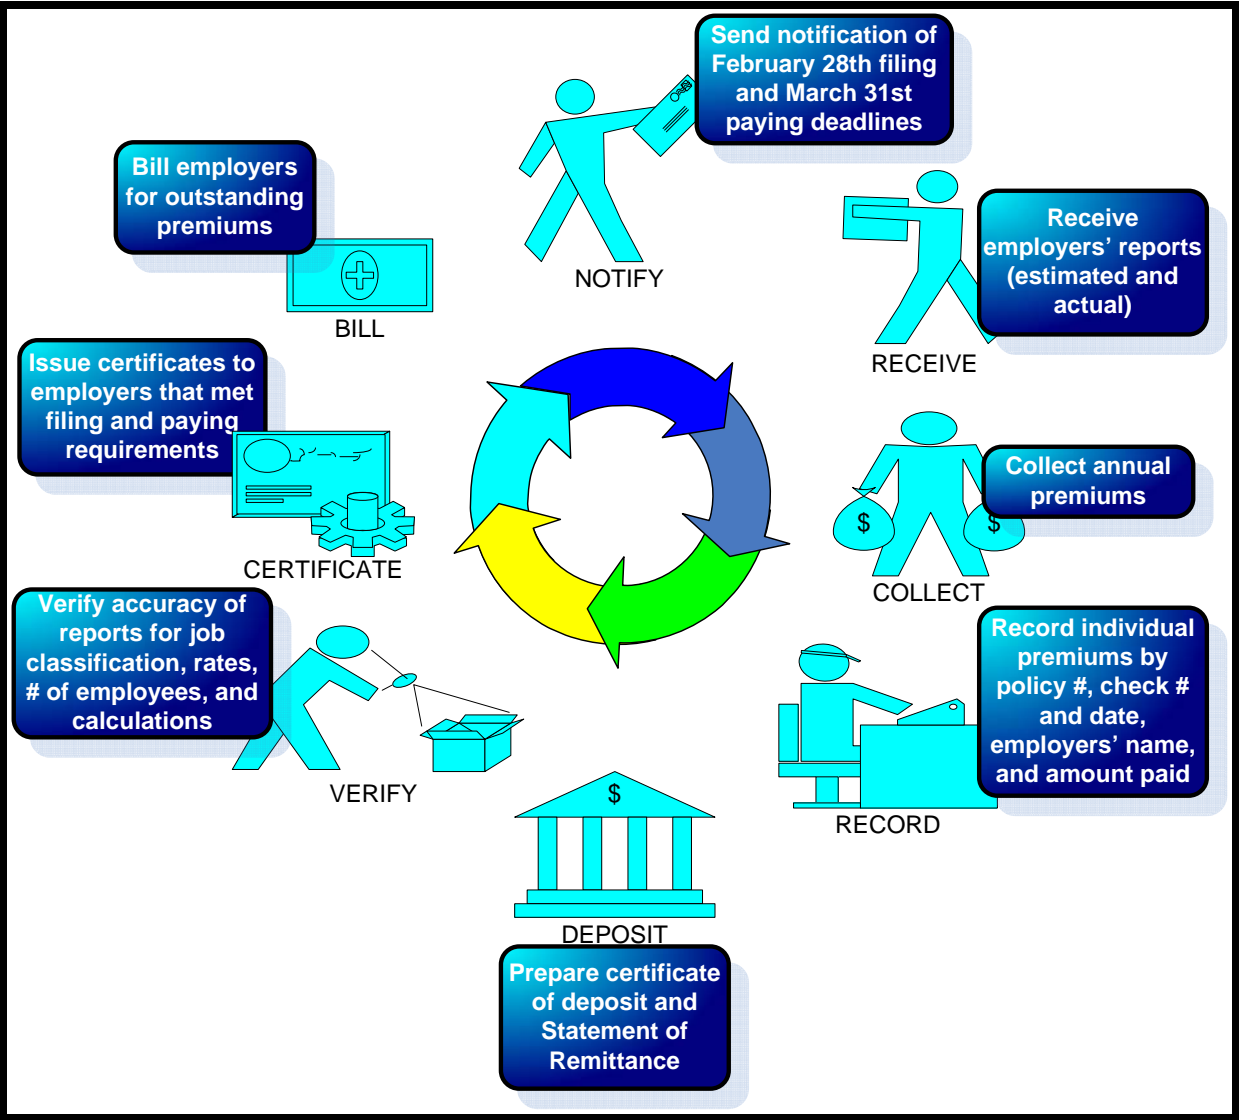 Send notification of
February 28th filing
and March 31st
paying deadlines
NOTIFY
Receive
employers’ reports
(estimated and
actual)
RECEIVE
Collect annual
premiums
$
$
COLLECT
Record individual
premiums by
policy #, check #
and date,
employers’ name,
and amount paid
RECORD
$
DEPOSIT
Prepare certificate
of deposit and
Statement of
Remittance
Verify accuracy of
reports for job
classification, rates,
# of employees, and
calculations
VERIFY
Issue certificates to
employers that met
filing and paying
requirements
CERTIFICATE
Bill employers
for outstanding
premiums
BILL